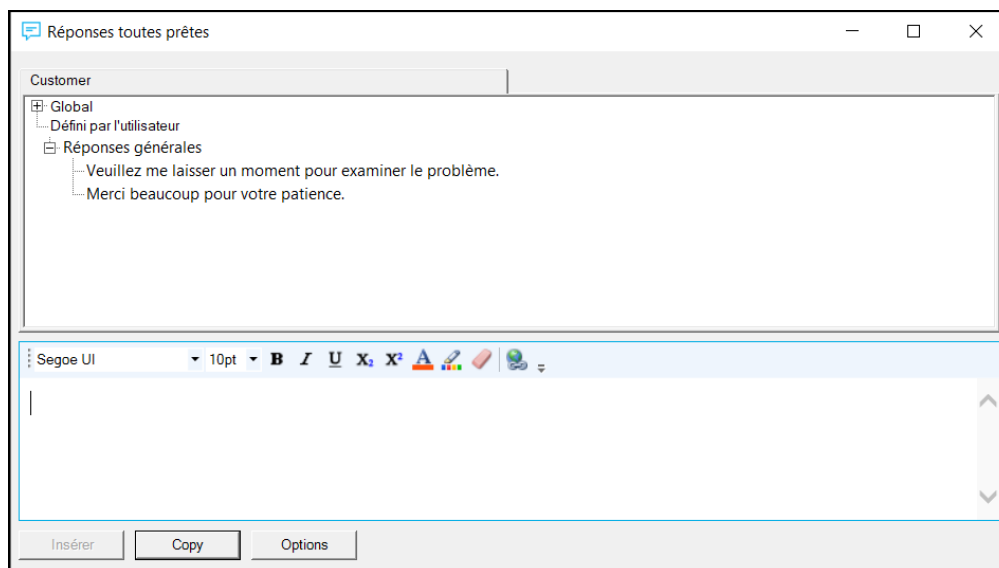 Réponses toutes prêtes
Customer
Global
Défini par l'utilisateur
Réponses générales
Veuillez me laisser un moment pour examiner le problème.
Merci beaucoup pour votre patience.
Segoe UI 10pt B I U X₂ X² A
Insérer Copy Options